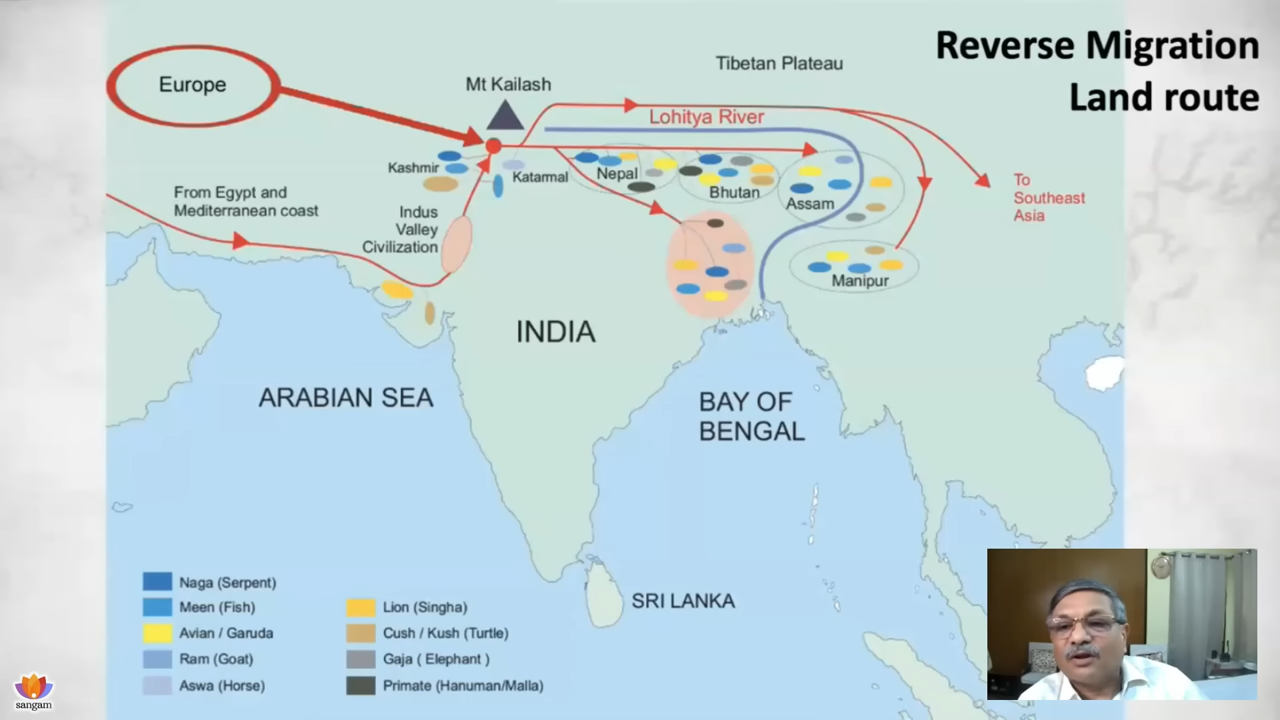 Reverse Migration
Land route
Tibetan Plateau
Europe
Mt Kailash
Lohitya River
Kashmir
Katamal
Nepal
Bhutan
Assam
To
Southeast
Asia
From Egypt and
Mediterranean coast
Indus
Valley
Civilization
Manipur
INDIA
ARABIAN SEA
BAY OF
BENGAL
SRI LANKA
Naga (Serpent)
Meen (Fish)
Avian / Garuda
Ram (Goat)
Aswa (Horse)
Lion (Singha)
Cush / Kush (Turtle)
Gaja ( Elephant )
Primate (Hanuman/Malla)
sangam